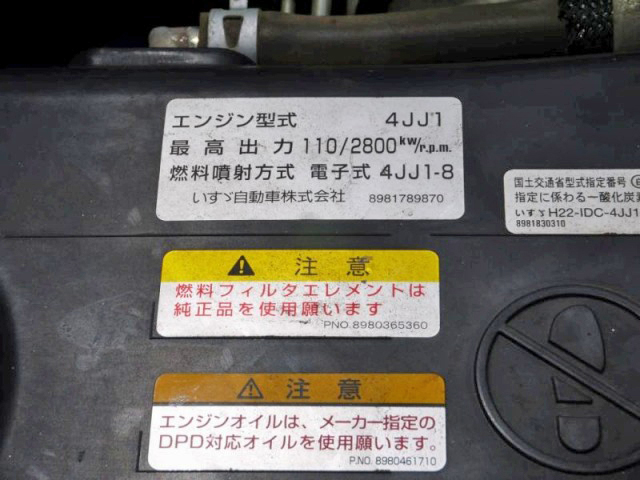 エンジン型式 4JJ1
最高出力 110/2800kw/r.p.m.
燃料噴射方式 電子式 4JJ1-8
いすゞ自動車株式会社 8981789870
国土交通省型式指定番号
指定に係わる一酸化炭素
いすゞH22-IDC-4JJ1
8981830310
注意
燃料フィルタエレメントは
純正品を使用願います
PNO.8980365360
注意
エンジンオイルは、メーカー指定の
DPD対応オイルを使用願います。
P.NO. 8980461710